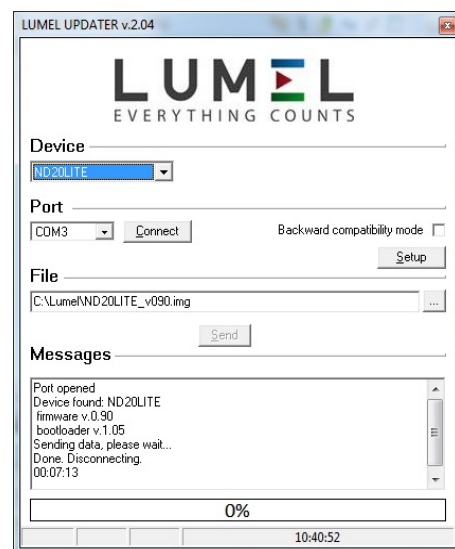 LUMEL UPDATER v.2.04
LUMEL
EVERYTHING COUNTS
Device
ND20LITE
Port
COM3 Connect Backward compatibility mode
Setup
File
C:\Lumel\ND20LITE_v090.img ...
Send
Messages
Port opened
Device found: ND20LITE
firmware v.0.90
bootloader v.1.05
Sending data, please wait...
Done. Disconnecting.
00:07:13
0%
10:40:52